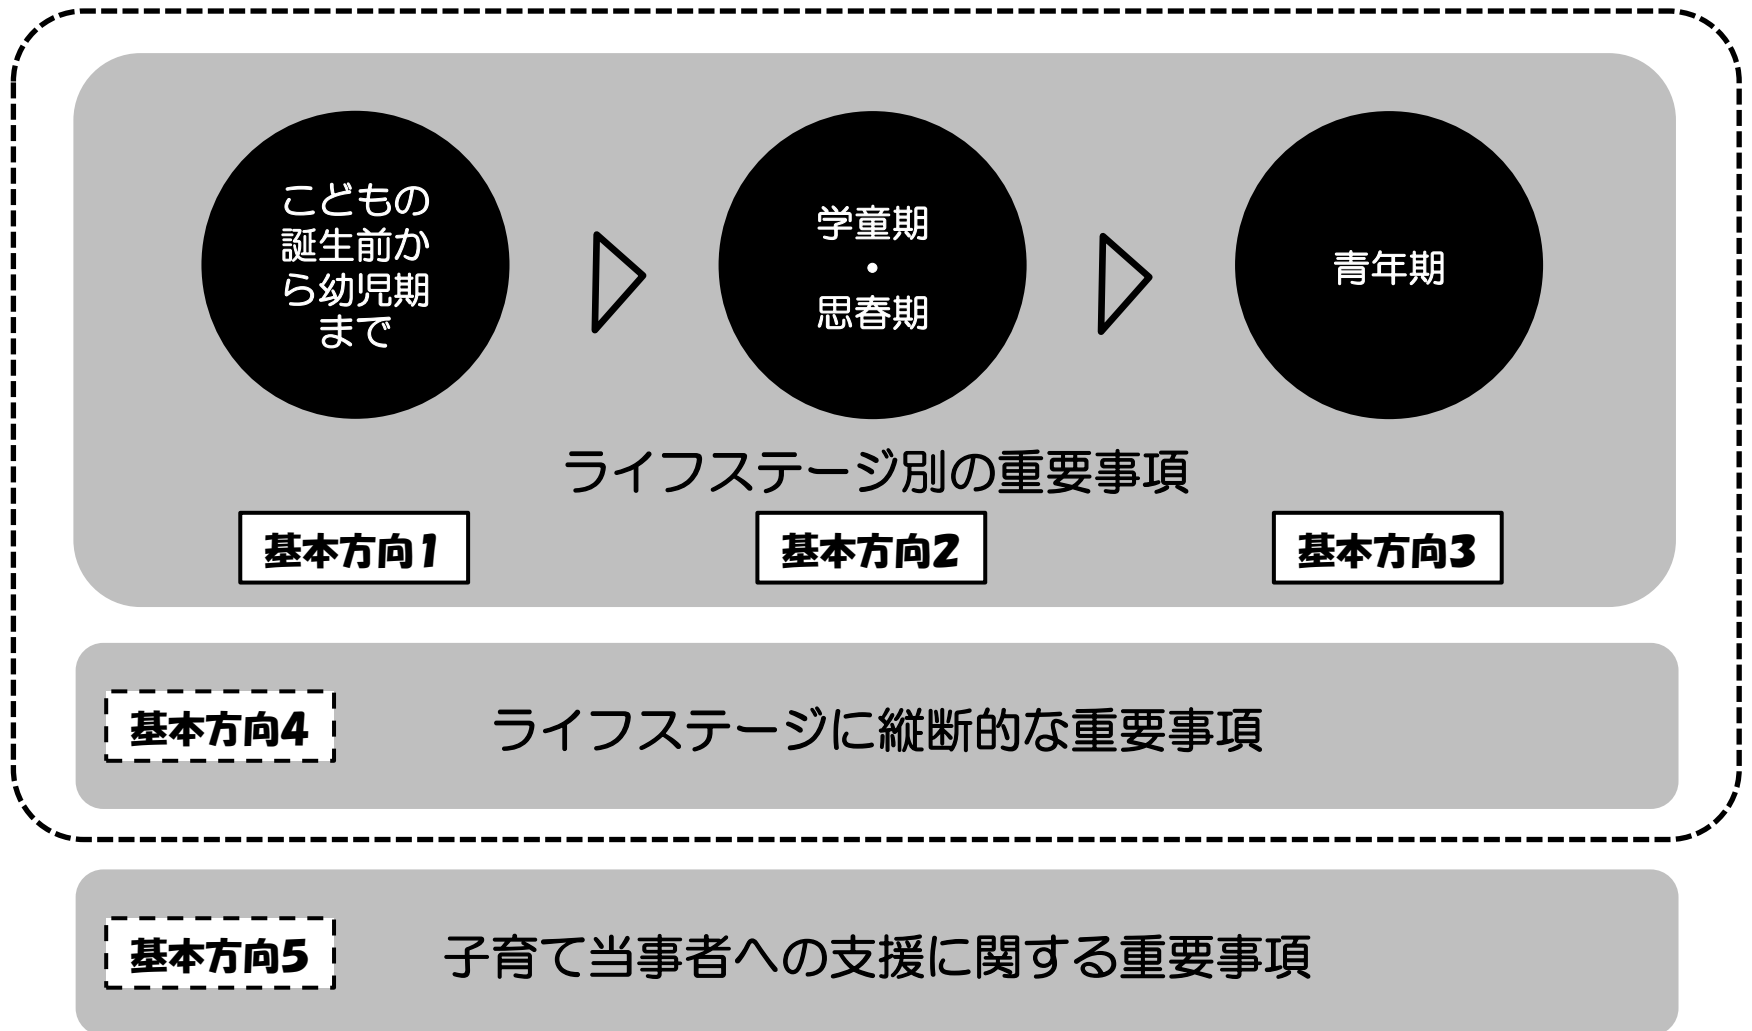 こどもの
誕生前か
ら幼児期
まで
学童期
・
思春期
青年期
ライフステージ別の重要事項
基本方向1
基本方向2
基本方向3
基本方向4
ライフステージに縦断的な重要事項
基本方向5
子育て当事者への支援に関する重要事項